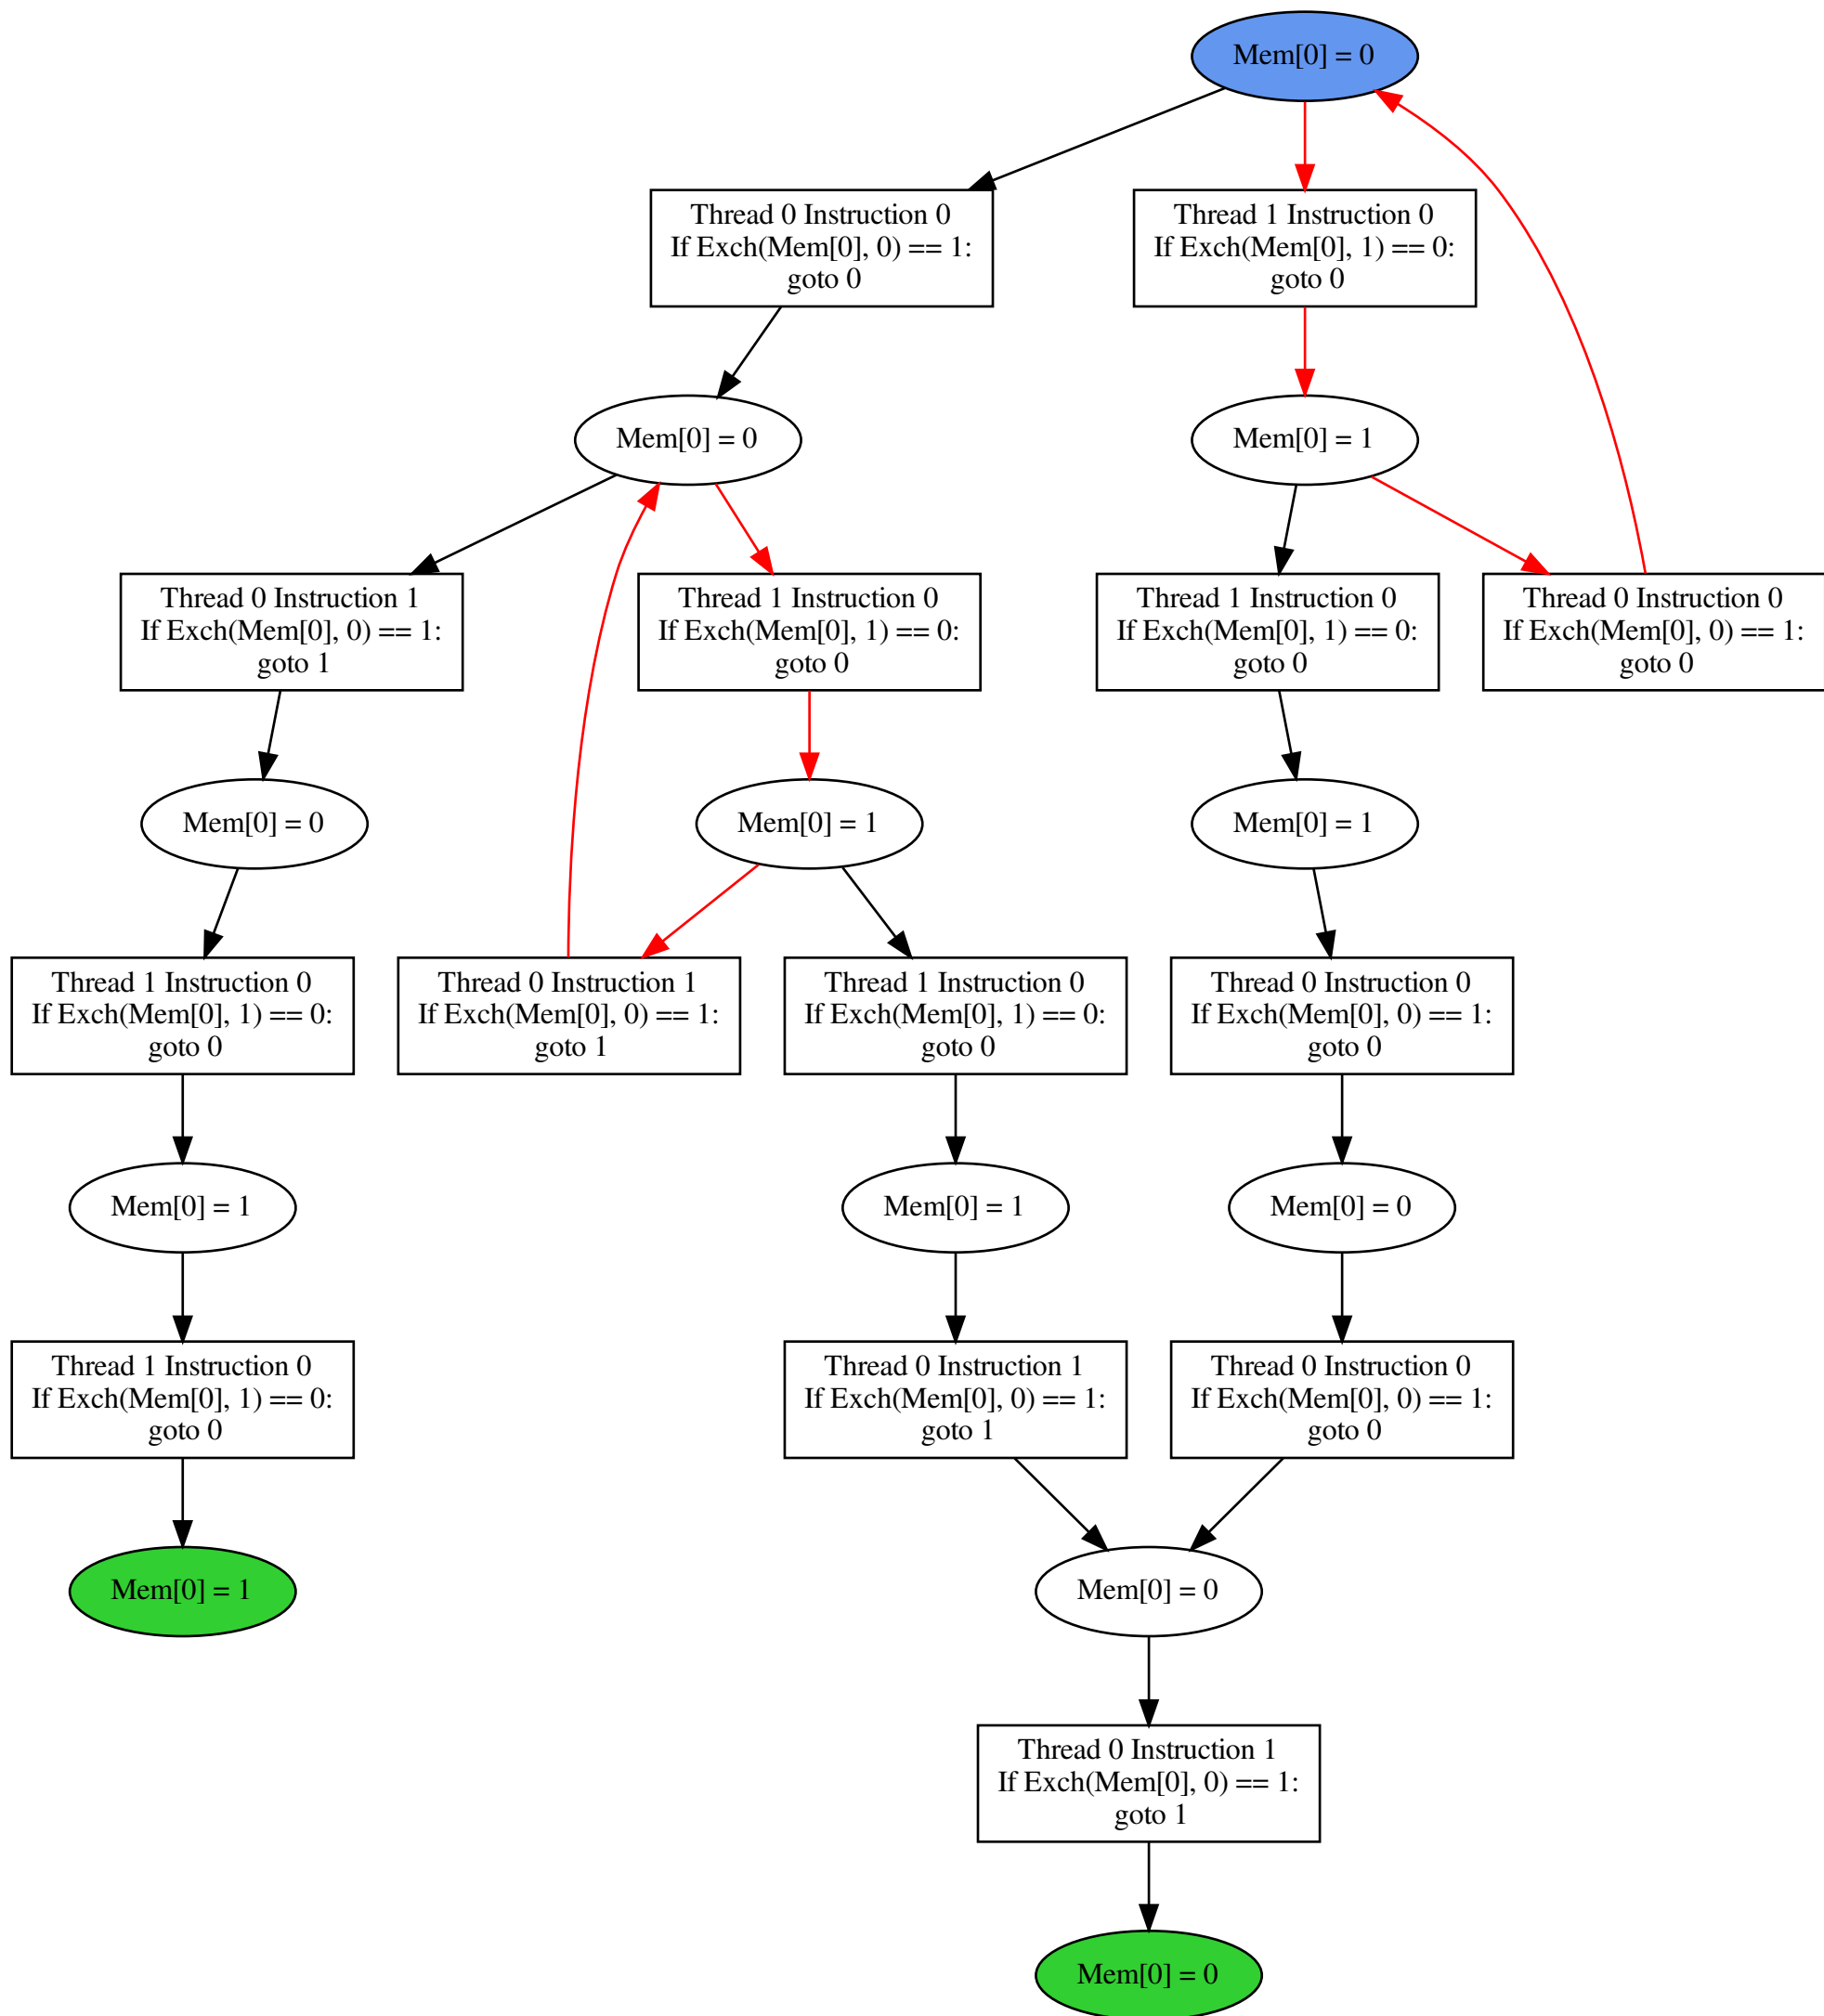 Mem[0] = 0
Thread 0 Instruction 0
If Exch(Mem[0], 0) == 1:
goto 0
Thread 1 Instruction 0
If Exch(Mem[0], 1) == 0:
goto 0
Mem[0] = 0
Mem[0] = 1
Thread 0 Instruction 1
If Exch(Mem[0], 0) == 1:
goto 1
Thread 1 Instruction 0
If Exch(Mem[0], 1) == 0:
goto 0
Thread 1 Instruction 0
If Exch(Mem[0], 1) == 0:
goto 0
Thread 0 Instruction 0
If Exch(Mem[0], 0) == 1:
goto 0
Mem[0] = 0
Mem[0] = 1
Mem[0] = 1
Thread 1 Instruction 0
If Exch(Mem[0], 1) == 0:
goto 0
Thread 0 Instruction 1
If Exch(Mem[0], 0) == 1:
goto 1
Thread 1 Instruction 0
If Exch(Mem[0], 1) == 0:
goto 0
Thread 0 Instruction 0
If Exch(Mem[0], 0) == 1:
goto 0
Mem[0] = 1
Mem[0] = 1
Mem[0] = 0
Thread 1 Instruction 0
If Exch(Mem[0], 1) == 0:
goto 0
Thread 0 Instruction 1
If Exch(Mem[0], 0) == 1:
goto 1
Thread 0 Instruction 0
If Exch(Mem[0], 0) == 1:
goto 0
Mem[0] = 1
Mem[0] = 0
Thread 0 Instruction 1
If Exch(Mem[0], 0) == 1:
goto 1
Mem[0] = 0